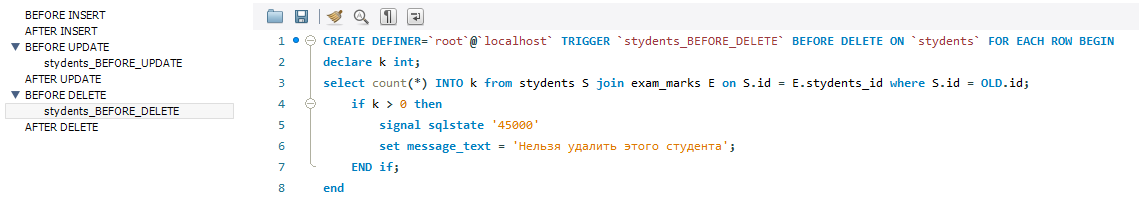 BEFORE INSERT
AFTER INSERT
BEFORE UPDATE
stydents_BEFORE_UPDATE
AFTER UPDATE
BEFORE DELETE
stydents_BEFORE_DELETE
AFTER DELETE
1 CREATE DEFINER=`root`@`localhost` TRIGGER `stydents_BEFORE_DELETE` BEFORE DELETE ON `stydents` FOR EACH ROW BEGIN
2 declare k int;
3 select count(*) INTO k from stydents S join exam_marks E on S.id = E.stydents_id where S.id = OLD.id;
4 if k > 0 then
5 signal sqlstate '45000'
6 set message_text = 'Нельзя удалить этого студента';
7 END if;
8 end